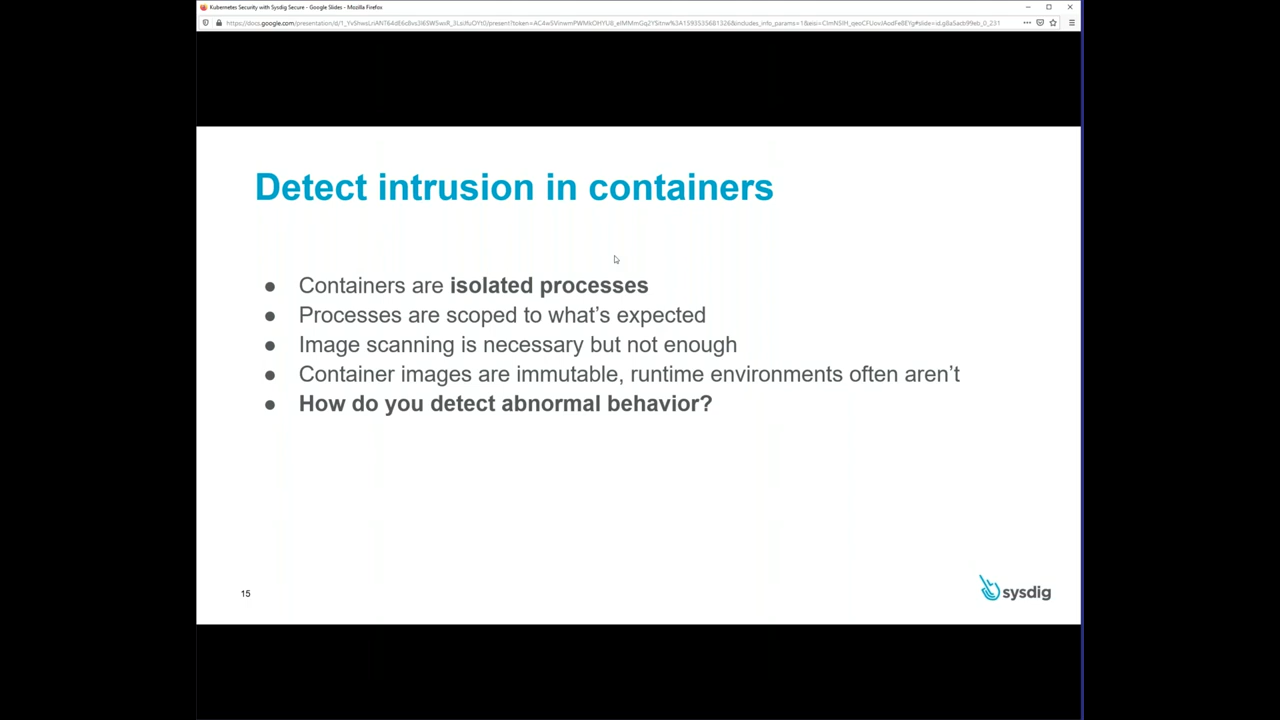 Kubernetes Security with Sysdig Secure - Google Slides - Mozilla Firefox
Detect intrusion in containers
● Containers are isolated processes
● Processes are scoped to what's expected
● Image scanning is necessary but not enough
● Container images are immutable, runtime environments often aren't
● How do you detect abnormal behavior?
15
sysdig